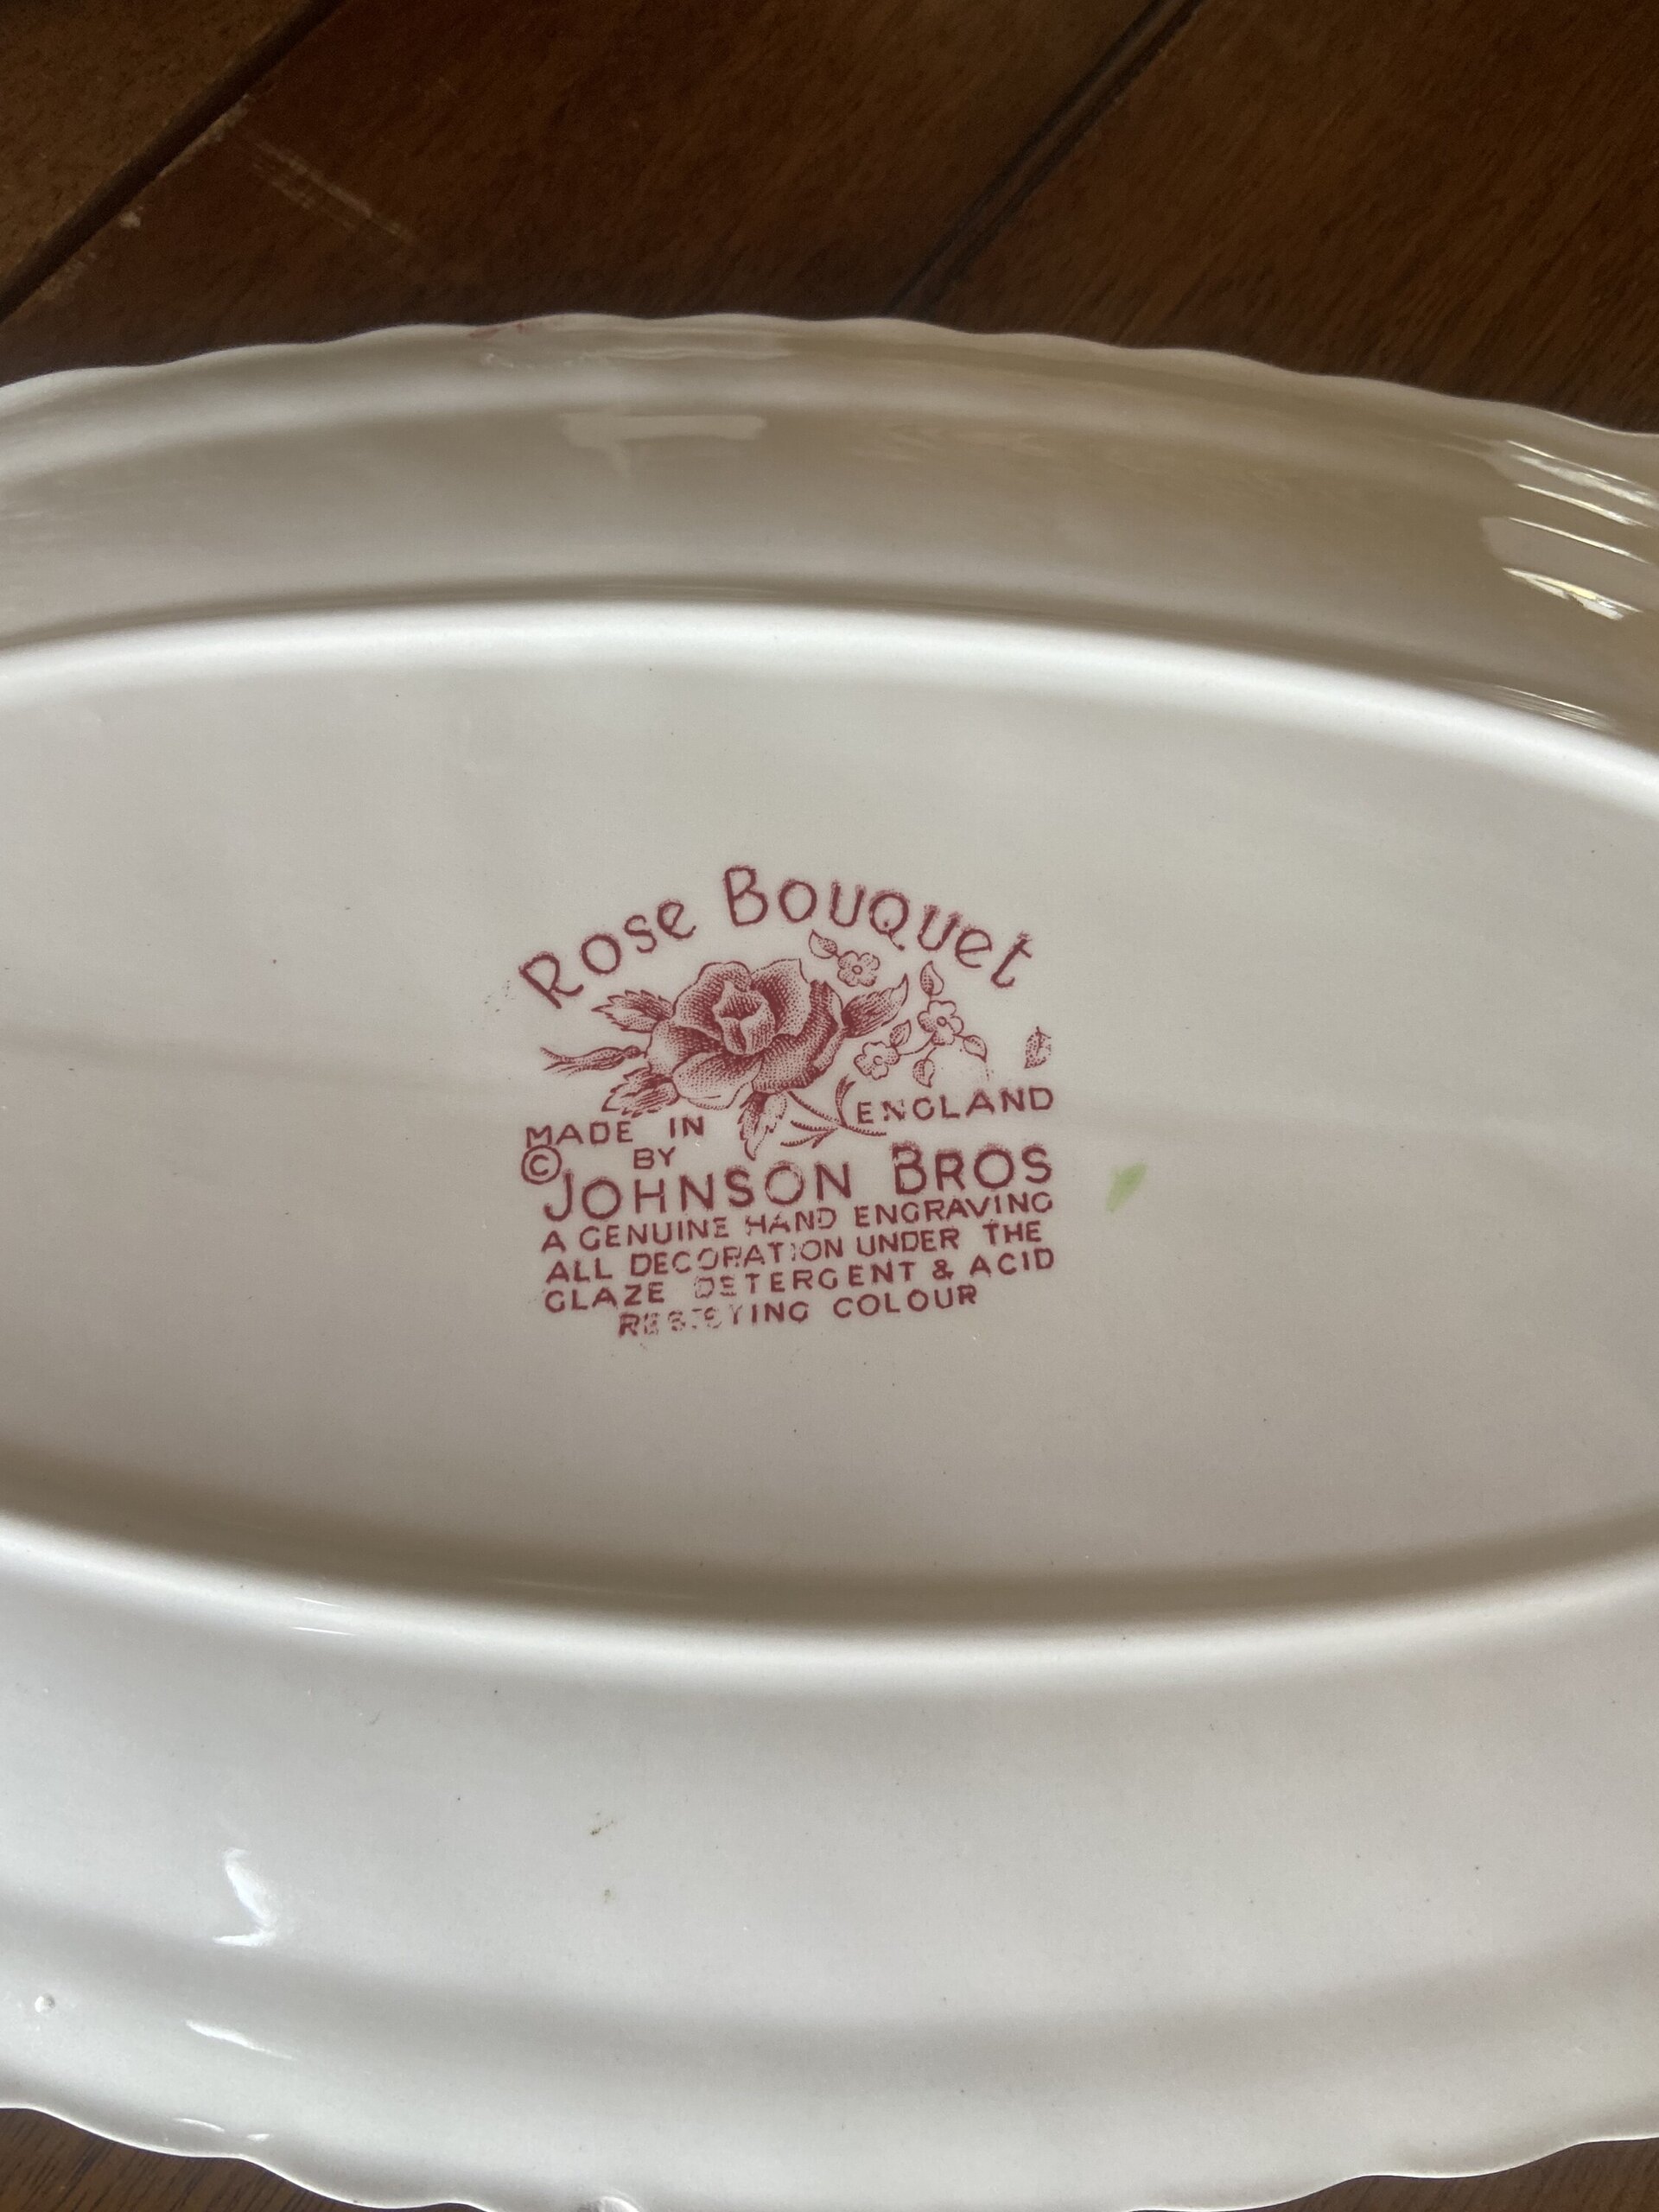 Rose Bouquet
MADE IN ENGLAND
BY
© JOHNSON BROS
A GENUINE HAND ENGRAVING
ALL DECORATION UNDER THE
GLAZE DETERGENT & ACID
RESISTING COLOUR